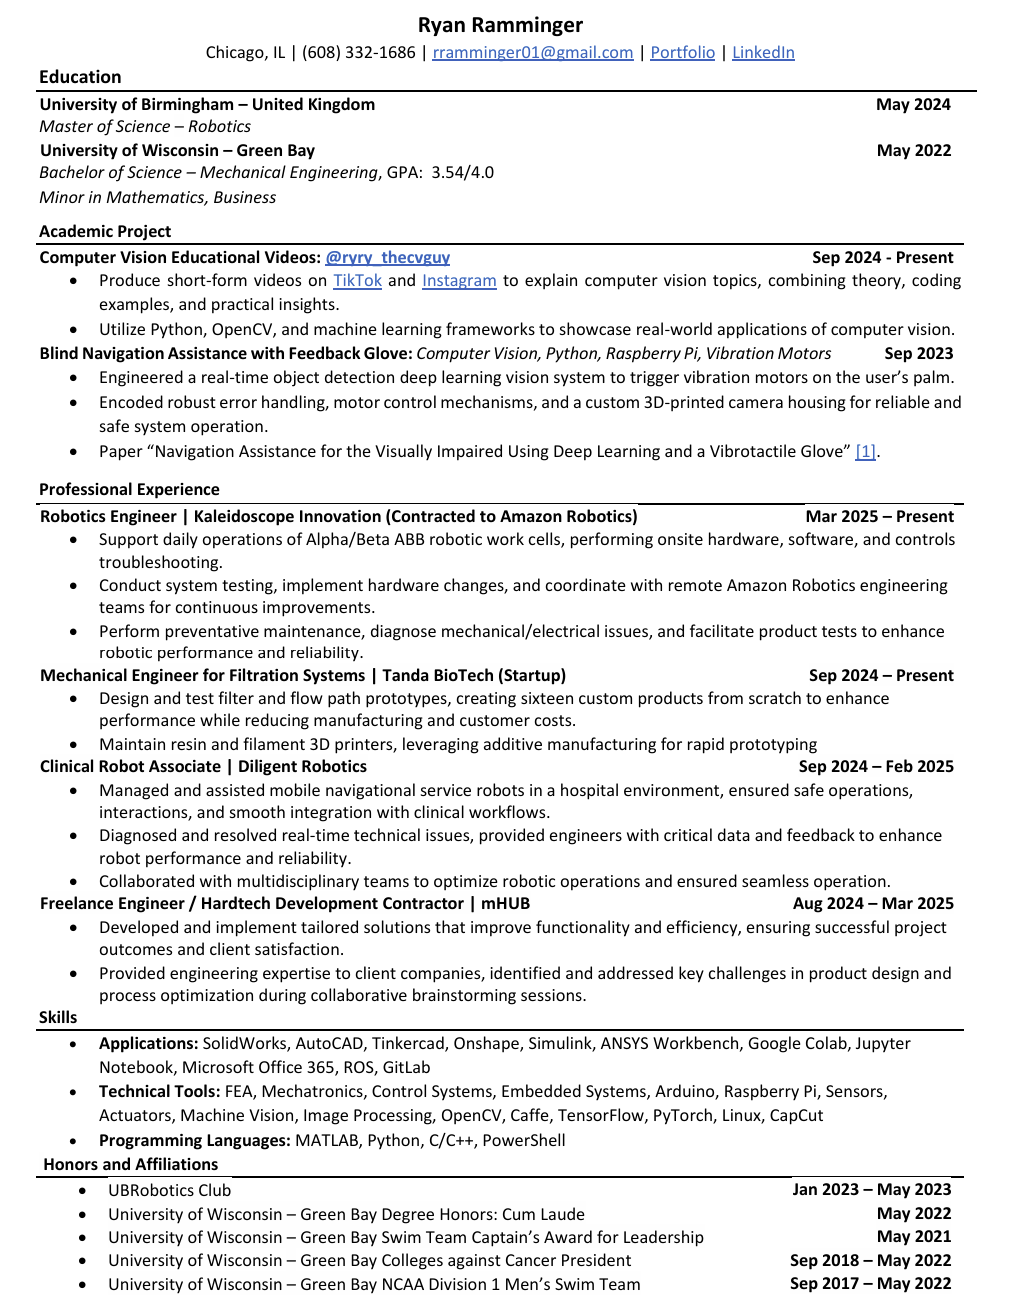 Ryan Ramminger
Chicago, IL | (608) 332-1686 | rramminger01@gmail.com | Portfolio | LinkedIn
Education
University of Birmingham – United Kingdom May 2024
Master of Science – Robotics
University of Wisconsin – Green Bay May 2022
Bachelor of Science – Mechanical Engineering, GPA: 3.54/4.0
Minor in Mathematics, Business
Academic Project
Computer Vision Educational Videos: @ryry_thecvguy Sep 2024 - Present
• Produce short-form videos on TikTok and Instagram to explain computer vision topics, combining theory, coding
examples, and practical insights.
• Utilize Python, OpenCV, and machine learning frameworks to showcase real-world applications of computer vision.
Blind Navigation Assistance with Feedback Glove: Computer Vision, Python, Raspberry Pi, Vibration Motors Sep 2023
• Engineered a real-time object detection deep learning vision system to trigger vibration motors on the user’s palm.
• Encoded robust error handling, motor control mechanisms, and a custom 3D-printed camera housing for reliable and
safe system operation.
• Paper “Navigation Assistance for the Visually Impaired Using Deep Learning and a Vibrotactile Glove” [1].
Professional Experience
Robotics Engineer | Kaleidoscope Innovation (Contracted to Amazon Robotics) Mar 2025 – Present
• Support daily operations of Alpha/Beta ABB robotic work cells, performing onsite hardware, software, and controls
troubleshooting.
• Conduct system testing, implement hardware changes, and coordinate with remote Amazon Robotics engineering
teams for continuous improvements.
• Perform preventative maintenance, diagnose mechanical/electrical issues, and facilitate product tests to enhance
robotic performance and reliability.
Mechanical Engineer for Filtration Systems | Tanda BioTech (Startup) Sep 2024 – Present
• Design and test filter and flow path prototypes, creating sixteen custom products from scratch to enhance
performance while reducing manufacturing and customer costs.
• Maintain resin and filament 3D printers, leveraging additive manufacturing for rapid prototyping
Clinical Robot Associate | Diligent Robotics Sep 2024 – Feb 2025
• Managed and assisted mobile navigational service robots in a hospital environment, ensured safe operations,
interactions, and smooth integration with clinical workflows.
• Diagnosed and resolved real-time technical issues, provided engineers with critical data and feedback to enhance
robot performance and reliability.
• Collaborated with multidisciplinary teams to optimize robotic operations and ensured seamless operation.
Freelance Engineer / Hardtech Development Contractor | mHUB Aug 2024 – Mar 2025
• Developed and implement tailored solutions that improve functionality and efficiency, ensuring successful project
outcomes and client satisfaction.
• Provided engineering expertise to client companies, identified and addressed key challenges in product design and
process optimization during collaborative brainstorming sessions.
Skills
• Applications: SolidWorks, AutoCAD, Tinkercad, Onshape, Simulink, ANSYS Workbench, Google Colab, Jupyter
Notebook, Microsoft Office 365, ROS, GitLab
• Technical Tools: FEA, Mechatronics, Control Systems, Embedded Systems, Arduino, Raspberry Pi, Sensors,
Actuators, Machine Vision, Image Processing, OpenCV, Caffe, TensorFlow, PyTorch, Linux, CapCut
• Programming Languages: MATLAB, Python, C/C++, PowerShell
Honors and Affiliations
• UBRobotics Club Jan 2023 – May 2023
• University of Wisconsin – Green Bay Degree Honors: Cum Laude May 2022
• University of Wisconsin – Green Bay Swim Team Captain’s Award for Leadership May 2021
• University of Wisconsin – Green Bay Colleges against Cancer President Sep 2018 – May 2022
• University of Wisconsin – Green Bay NCAA Division 1 Men’s Swim Team Sep 2017 – May 2022